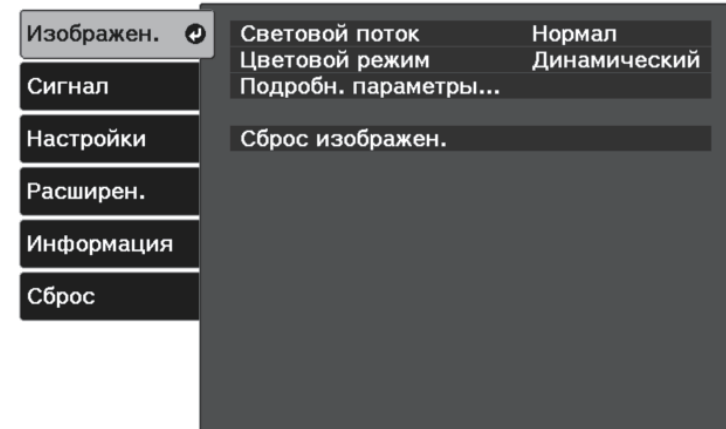 Изображен.
Сигнал
Настройки
Расширен.
Информация
Сброс
Световой поток Нормал
Цветовой режим Динамический
Подробн. параметры...
Сброс изображен.